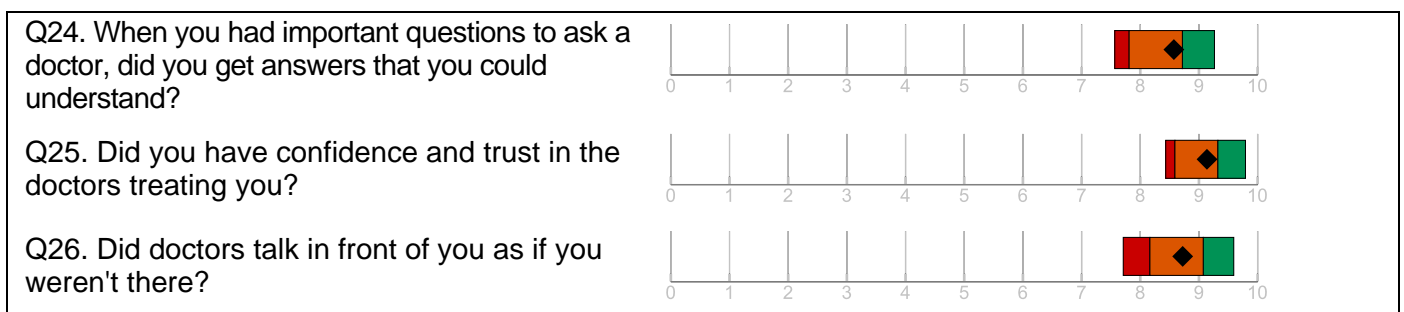 Q24. When you had important questions to ask a
doctor, did you get answers that you could
understand?
0 1 2 3 4 5 6 7 8 9 10
Q25. Did you have confidence and trust in the
doctors treating you?
0 1 2 3 4 5 6 7 8 9 10
Q26. Did doctors talk in front of you as if you
weren't there?
0 1 2 3 4 5 6 7 8 9 10